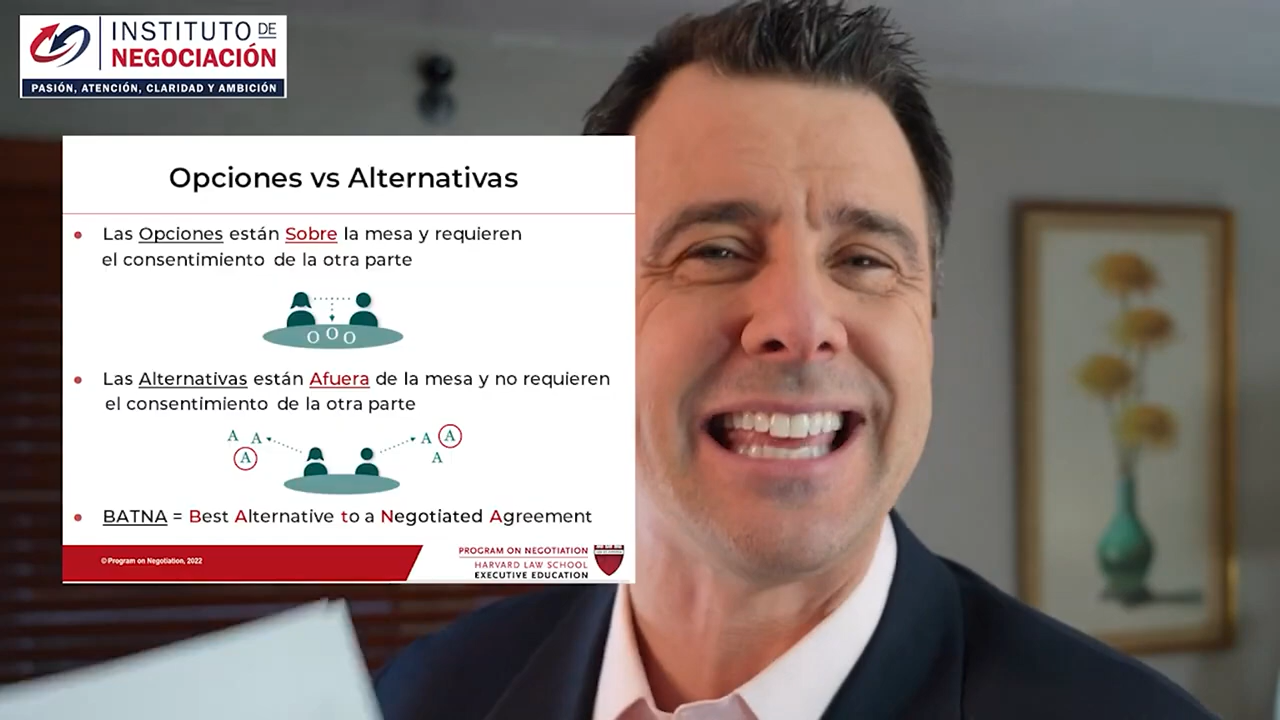 INSTITUTO DE
NEGOCIACIÓN
PASIÓN, ATENCIÓN, CLARIDAD Y AMBICIÓN
Opciones vs Alternativas
Las Opciones están Sobre la mesa y requieren
el consentimiento de la otra parte
O O O
Las Alternativas están Afuera de la mesa y no requieren
el consentimiento de la otra parte
A A A A
A A
BATNA = Best Alternative to a Negotiated Agreement
©Program on Negotiation, 2022
PROGRAM ON NEGOTIATION
HARVARD LAW SCHOOL
EXECUTIVE EDUCATION